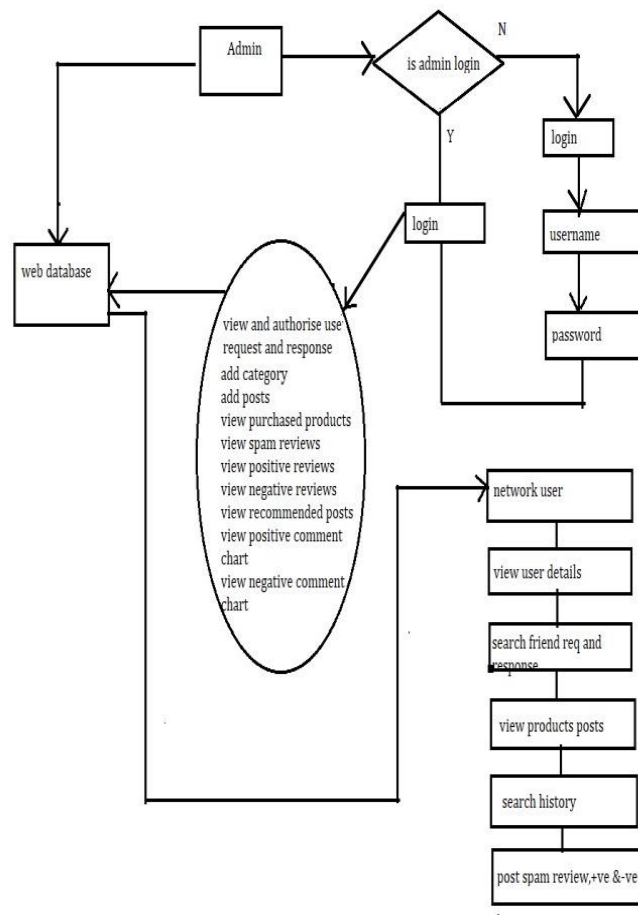 Admin
is admin login
N
Y
login
username
password
login
web database
view and authorise use
request and response
add category
add posts
view purchased products
view spam reviews
view positive reviews
view negative reviews
view recommended posts
view positive comment
chart
view negative comment
chart
network user
view user details
search friend req and
response
view products posts
search history
post spam review,+ve &-ve